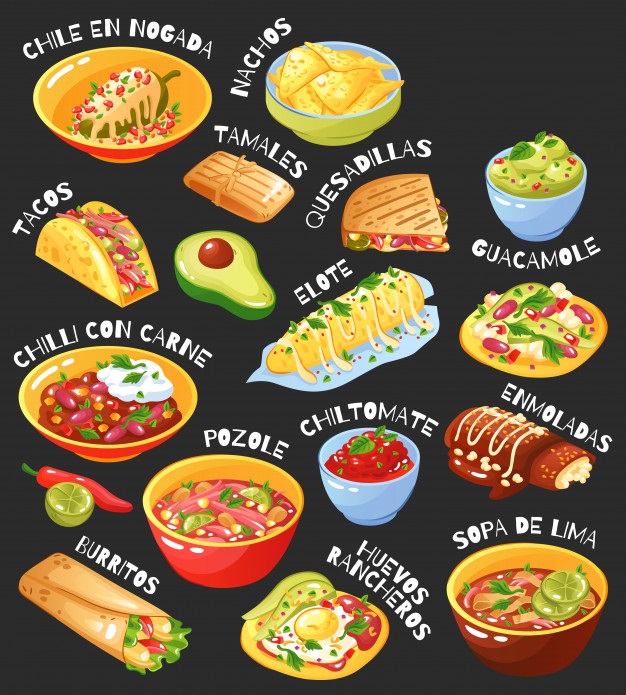 CHILE EN NOGADA
NACHOS
TAMALES
QUESADILLAS
TACOS
GUACAMOLE
ELOTE
CHILLI CON CARNE
ENMOLADAS
CHILTOMATE
POZOLE
SOPA DE LIMA
BURRITOS
HUEVOS
RANCHEROS